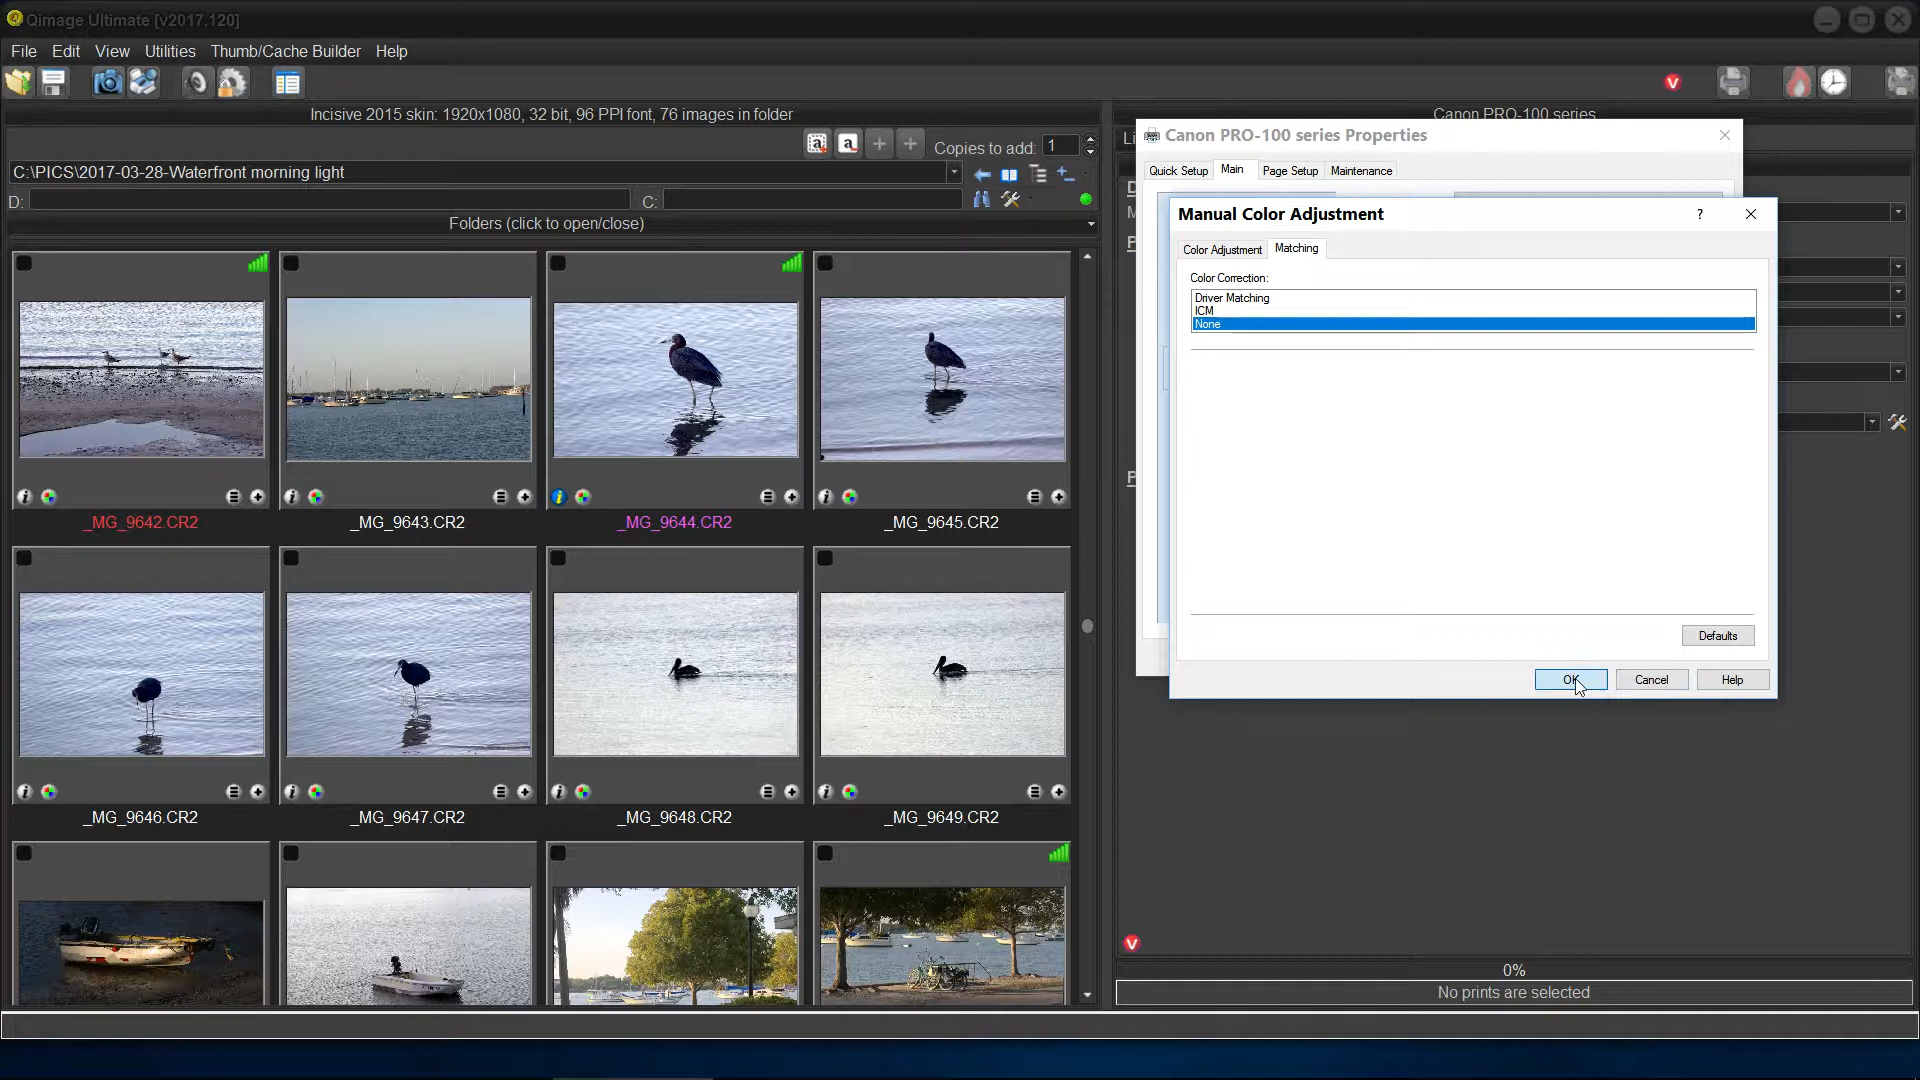 Qimage Ultimate [v2017.120]
File Edit View Utilities Thumb/Cache Builder Help
Incisive 2015 skin: 1920x1080, 32 bit, 96 PPI font, 76 images in folder
Canon PRO-100 series
Copies to add: 1
C:\PICS\2017-03-28-Waterfront morning light
D:
C:
Folders (click to open/close)
_MG_9642.CR2
_MG_9643.CR2
_MG_9644.CR2
_MG_9645.CR2
_MG_9646.CR2
_MG_9647.CR2
_MG_9648.CR2
_MG_9649.CR2
Canon PRO-100 series Properties
Quick Setup Main Page Setup Maintenance
Manual Color Adjustment
Color Adjustment Matching
Color Correction:
Driver Matching
ICM
None
Defaults
OK Cancel Help
0%
No prints are selected